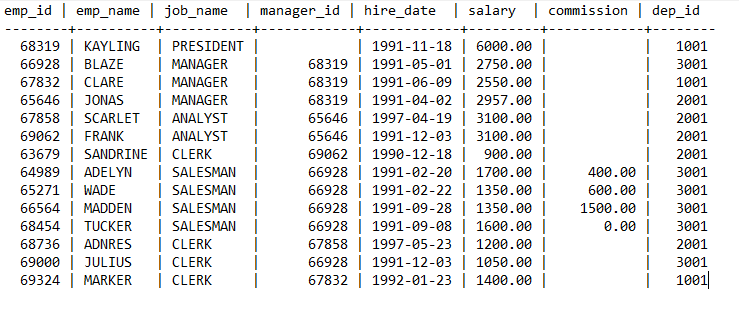 emp_id | emp_name | job_name | manager_id | hire_date | salary | commission | dep_id
--------+----------+-----------+------------+------------+---------+------------+--------
68319 | KAYLING | PRESIDENT | | 1991-11-18 | 6000.00 | | 1001
66928 | BLAZE | MANAGER | 68319 | 1991-05-01 | 2750.00 | | 3001
67832 | CLARE | MANAGER | 68319 | 1991-06-09 | 2550.00 | | 1001
65646 | JONAS | MANAGER | 68319 | 1991-04-02 | 2957.00 | | 2001
67858 | SCARLET | ANALYST | 65646 | 1997-04-19 | 3100.00 | | 2001
69062 | FRANK | ANALYST | 65646 | 1991-12-03 | 3100.00 | | 2001
63679 | SANDRINE | CLERK | 69062 | 1990-12-18 | 900.00 | | 2001
64989 | ADELYN | SALESMAN | 66928 | 1991-02-20 | 1700.00 | 400.00 | 3001
65271 | WADE | SALESMAN | 66928 | 1991-02-22 | 1350.00 | 600.00 | 3001
66564 | MADDEN | SALESMAN | 66928 | 1991-09-28 | 1350.00 | 1500.00 | 3001
68454 | TUCKER | SALESMAN | 66928 | 1991-09-08 | 1600.00 | 0.00 | 3001
68736 | ADNRES | CLERK | 67858 | 1997-05-23 | 1200.00 | | 2001
69000 | JULIUS | CLERK | 66928 | 1991-12-03 | 1050.00 | | 3001
69324 | MARKER | CLERK | 67832 | 1992-01-23 | 1400.00 | | 1001